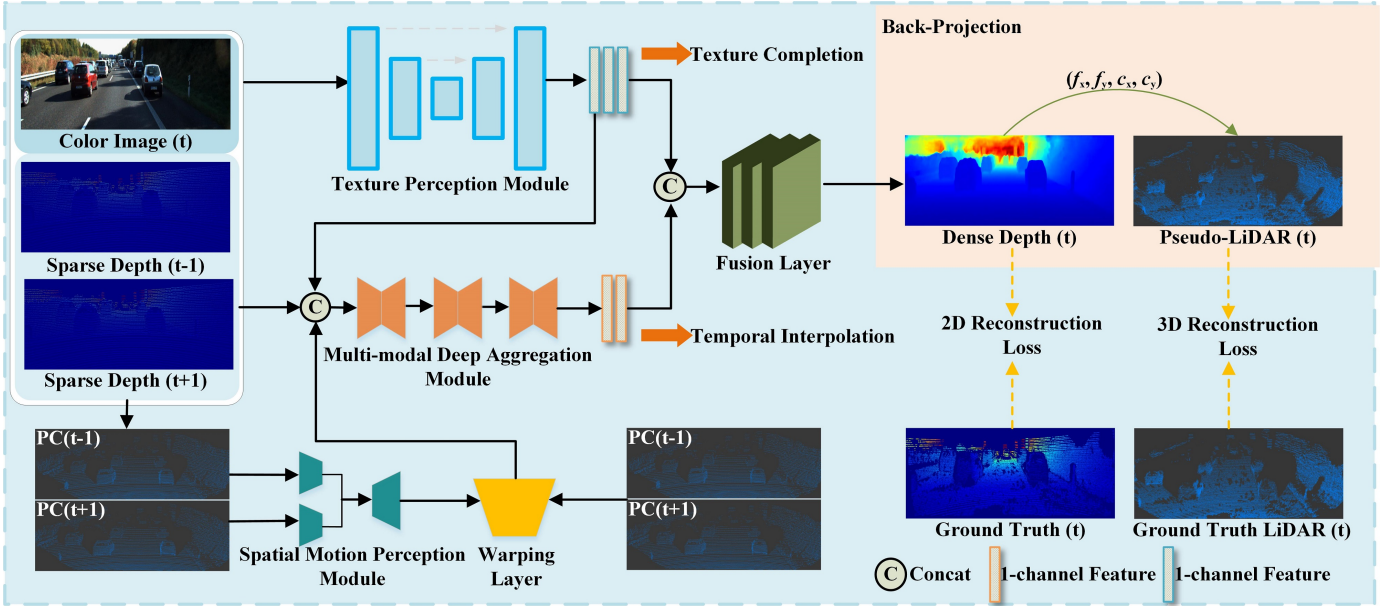 Back-Projection
Texture Completion
(fx, fy, cx, cy)
Color Image (t)
Texture Perception Module
C
Sparse Depth (t-1)
Fusion Layer
Dense Depth (t)
Pseudo-LiDAR (t)
C
2D Reconstruction
Loss
3D Reconstruction
Loss
Temporal Interpolation
Multi-modal Deep Aggregation
Module
Sparse Depth (t+1)
PC(t-1)
PC(t+1)
PC(t-1)
PC(t+1)
Spatial Motion Perception
Module
Warping
Layer
Ground Truth (t)
Ground Truth LiDAR (t)
C Concat
1-channel Feature
1-channel Feature